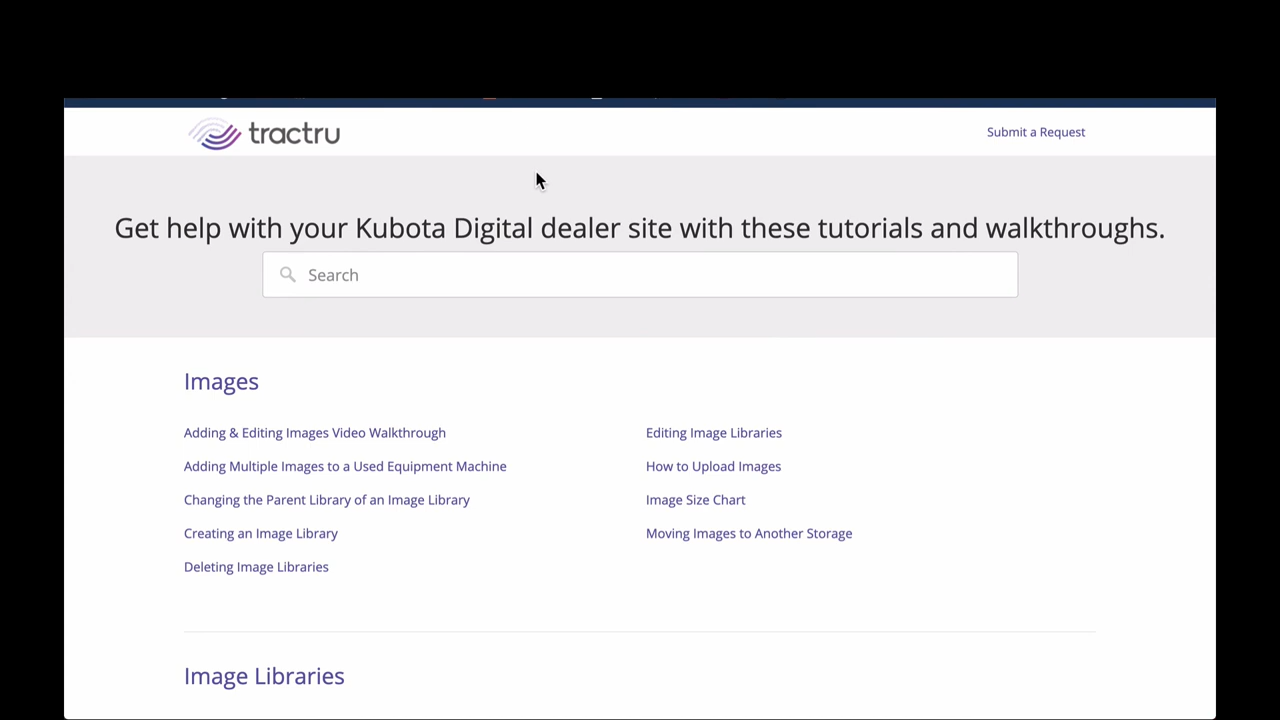 tractru
Submit a Request
Get help with your Kubota Digital dealer site with these tutorials and walkthroughs.
Search
Images
Adding & Editing Images Video Walkthrough
Editing Image Libraries
Adding Multiple Images to a Used Equipment Machine
How to Upload Images
Changing the Parent Library of an Image Library
Image Size Chart
Creating an Image Library
Moving Images to Another Storage
Deleting Image Libraries
Image Libraries